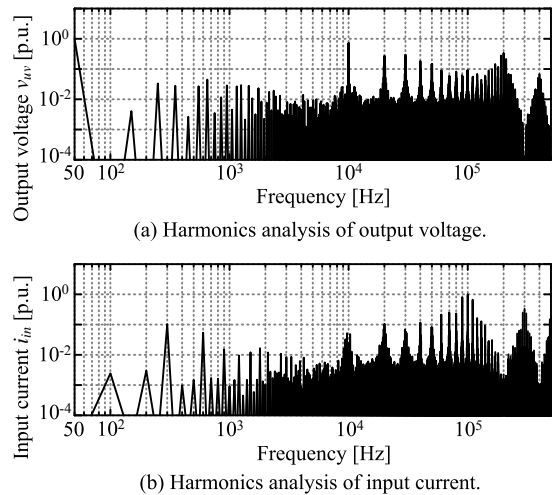 Output voltage v_uv [p.u.]
10^0
10^-2
10^-4
50 10^2 10^3 10^4 10^5
Frequency [Hz]
(a) Harmonics analysis of output voltage.
Input current i_in [p.u.]
10^0
10^-2
10^-4
50 10^2 10^3 10^4 10^5
Frequency [Hz]
(b) Harmonics analysis of input current.